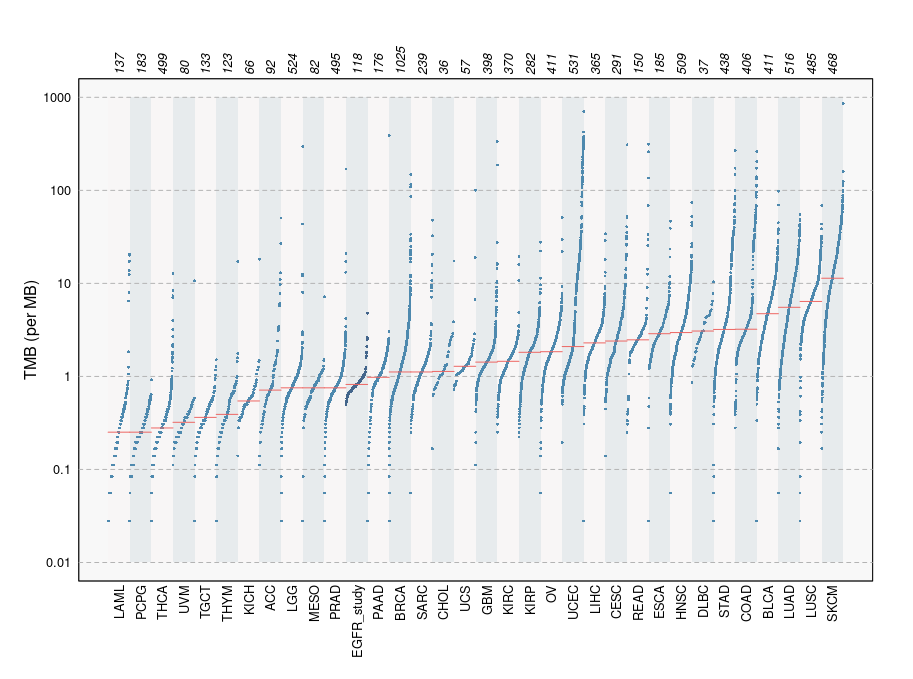 137 183 499 80 133 123 66 92 524 82 495 118 176 1025 239 36 57 398 370 282 411 531 365 291 150 185 509 37 438 406 411 516 485 468
1000
100
10
1
0.1
0.01
TMB (per MB)
LAML PCPG THCA UVM TGCT THYM KICH ACC LGG MESO PRAD EGFR_study PAAD BRCA SARC CHOL UCS GBM KIRC KIRP OV UCEC LIHC CESC READ ESCA HNSC DLBC STAD COAD BLCA LUAD LUSC SKCM